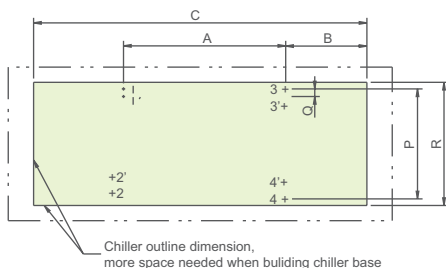 C
A
B
3 +
3'+
Q
P
R
+2'
+2
4'+
4 +
Chiller outline dimension,
more space needed when buliding chiller base